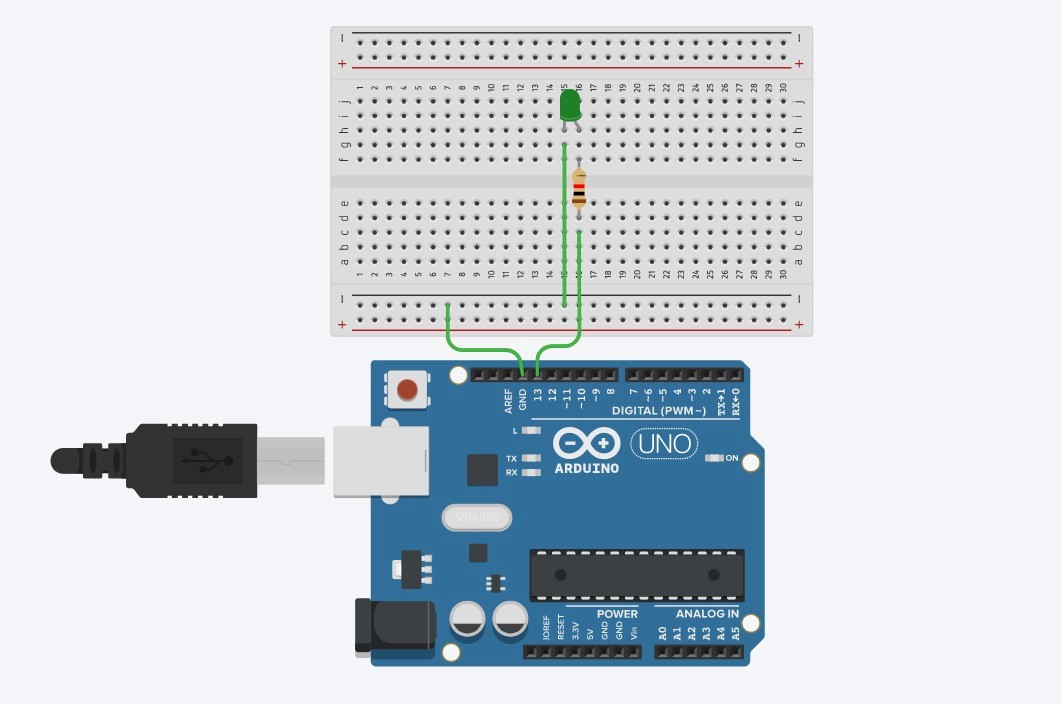 − −
+ +
1 2 3 4 5 6 7 8 9 10 11 12 13 14 15 16 17 18 19 20 21 22 23 24 25 26 27 28 29 30
j j
i i
h h
g g
f f
e e
d d
c c
b b
a a
1 2 3 4 5 6 7 8 9 10 11 12 13 14 15 16 17 18 19 20 21 22 23 24 25 26 27 28 29 30
− −
+ +
AREF GND 13 12 ~11 ~10 ~9 8 7 ~6 ~5 4 ~3 2 TX→1 RX←0
DIGITAL (PWM~)
L
TX
RX
ARDUINO
UNO
ON
POWER
ANALOG IN
IOREF RESET 3.3V 5V GND GND Vin A0 A1 A2 A3 A4 A5